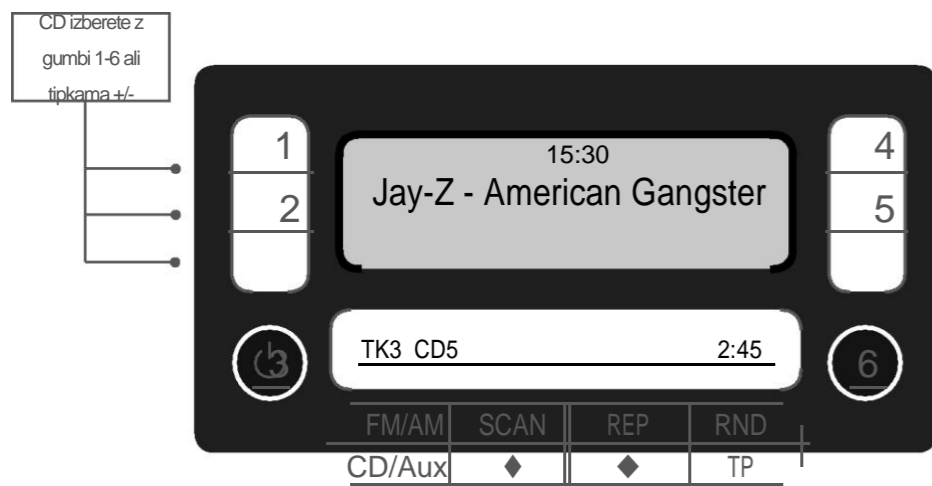 CD izberete z
gumbi 1-6 ali
tipkama +/-
1
2
3
15:30
Jay-Z - American Gangster
TK3 CD5 2:45
4
5
6
FM/AM SCAN REP RND
CD/Aux TP